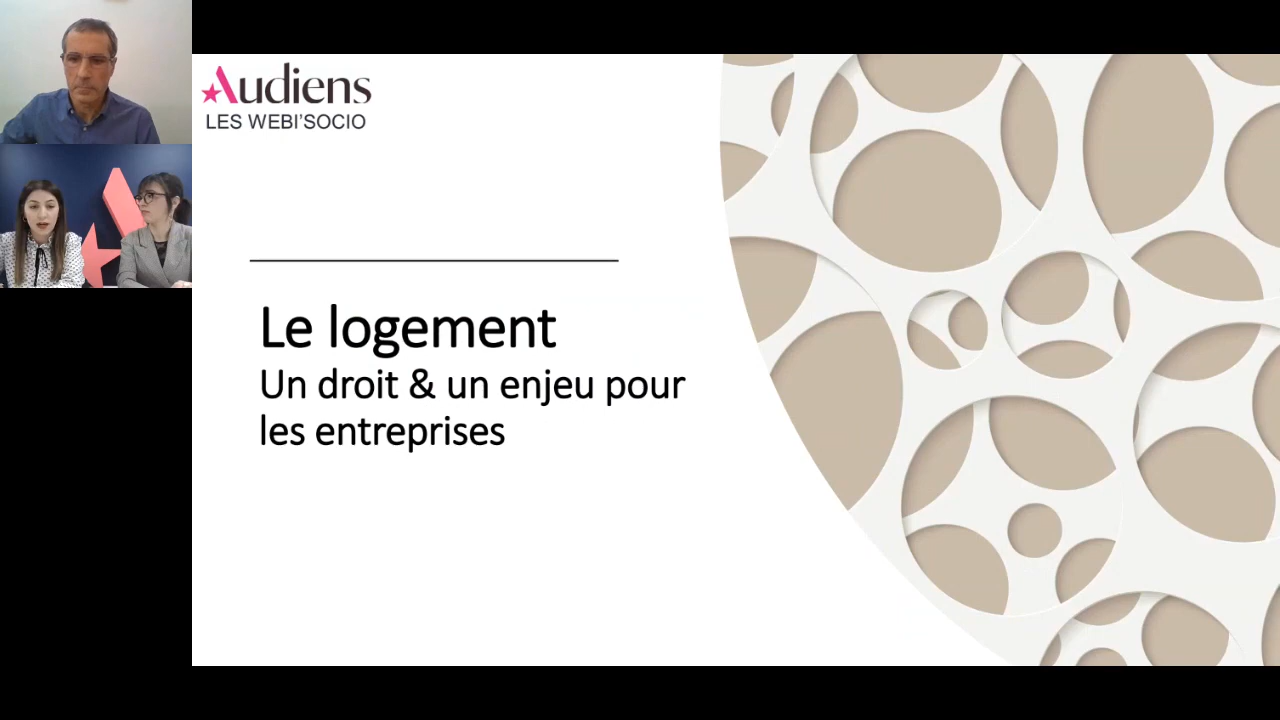 Audiens
LES WEBI'SOCIO
Le logement
Un droit & un enjeu pour
les entreprises